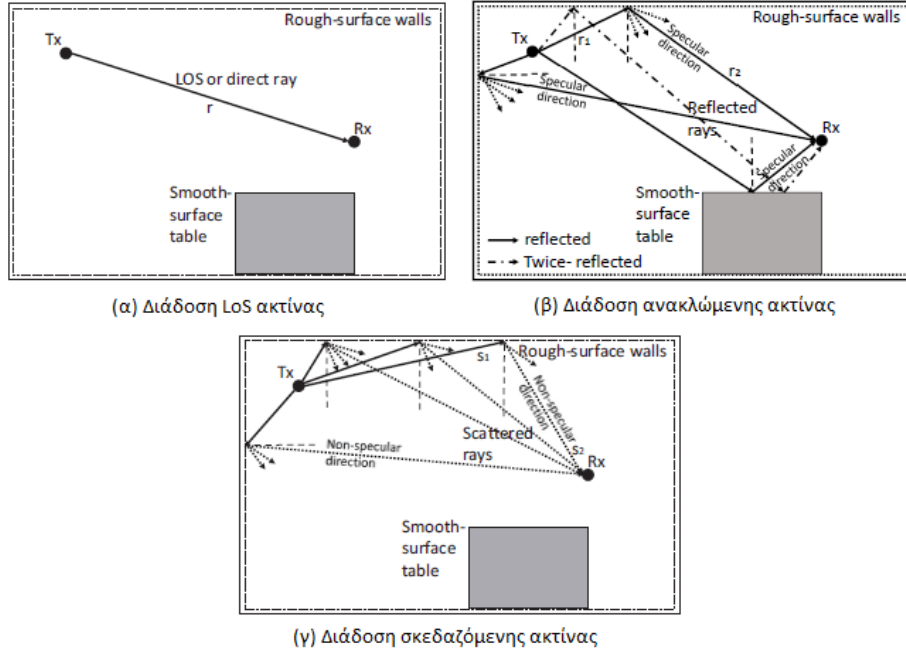 Rough-surface walls
Tx
LOS or direct ray
r
Rx
Smooth-
surface
table
(α) Διάδοση LoS ακτίνας
Rough-surface walls
Tx
r1
Specular
direction
r2
Specular
direction
Reflected
rays
Rx
Specular
direction
Smooth-
surface
table
reflected
Twice- reflected
(β) Διάδοση ανακλώμενης ακτίνας
Rough-surface walls
Tx
s1
Non-specular
direction
Scattered
rays
s2
Non-specular
direction
Rx
Smooth-
surface
table
(γ) Διάδοση σκεδαζόμενης ακτίνας